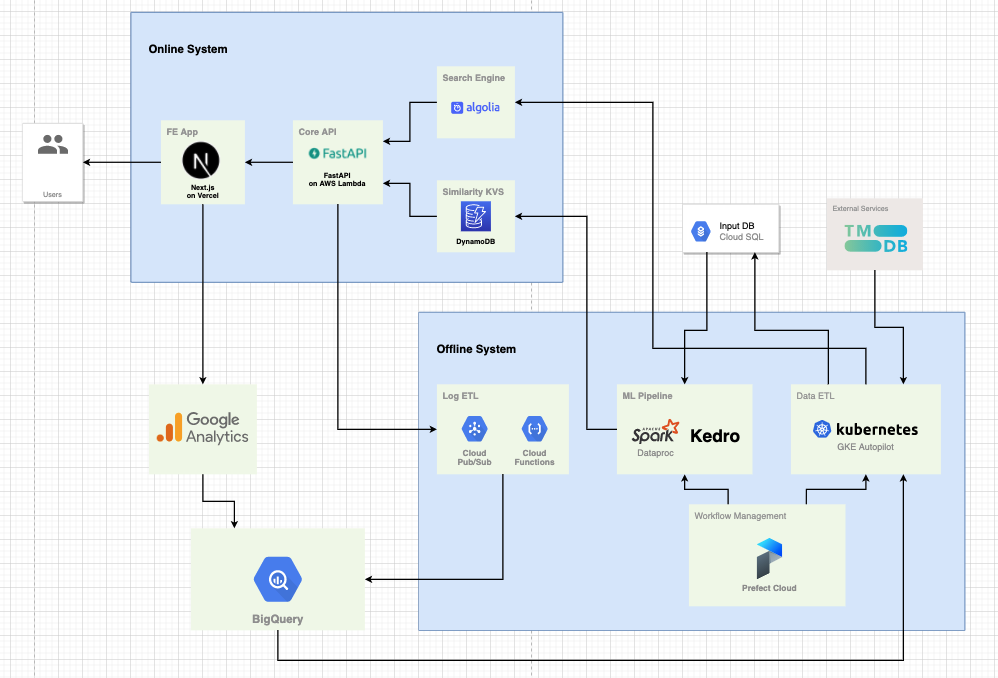 Online System
Search Engine
algolia
FE App
N
Next.js
on Vercel
Core API
FastAPI
FastAPI
on AWS Lambda
Users
Similarity KVS
DynamoDB
Input DB
Cloud SQL
External Services
TM
DB
Offline System
Google
Analytics
Log ETL
Cloud
Pub/Sub
Cloud
Functions
ML Pipeline
APACHE
Spark
Kedro
Dataproc
Data ETL
kubernetes
GKE Autopilot
Workflow Management
Prefect Cloud
BigQuery